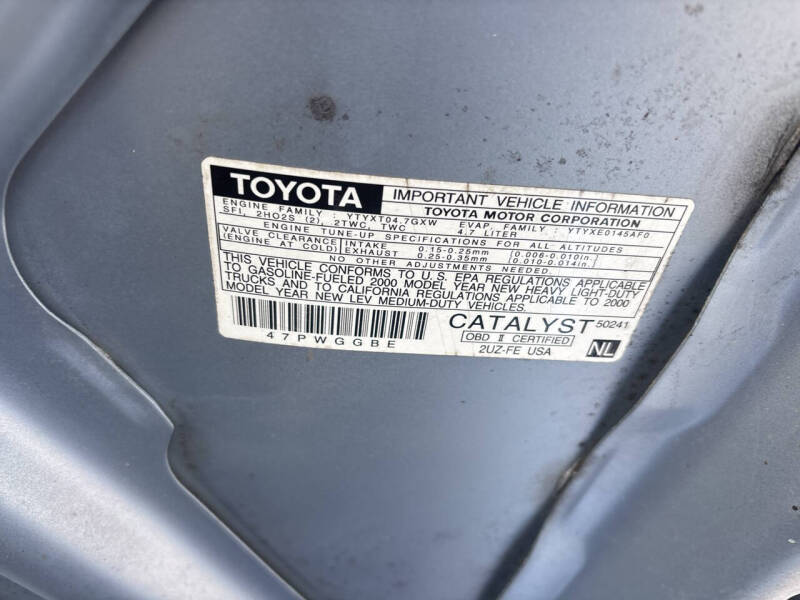 TOYOTA IMPORTANT VEHICLE INFORMATION
TOYOTA MOTOR CORPORATION
ENGINE FAMILY : YTYXT04.7GXW EVAP. FAMILY : YTYXE0145AF0
SFI, 2HO2S (2), 2TWC, TWC 4.7 LITER
ENGINE TUNE-UP SPECIFICATIONS FOR ALL ALTITUDES
VALVE CLEARANCE INTAKE 0.15-0.25mm (0.006-0.010in.)
(ENGINE AT COLD) EXHAUST 0.25-0.35mm (0.010-0.014in.)
NO OTHER ADJUSTMENTS NEEDED.
THIS VEHICLE CONFORMS TO U.S. EPA REGULATIONS APPLICABLE
TO GASOLINE-FUELED 2000 MODEL YEAR NEW HEAVY LIGHT-DUTY
TRUCKS AND TO CALIFORNIA REGULATIONS APPLICABLE TO 2000
MODEL YEAR NEW LEV MEDIUM-DUTY VEHICLES.
CATALYST 50241
47PWGGBE
OBD II CERTIFIED
2UZ-FE USA NL